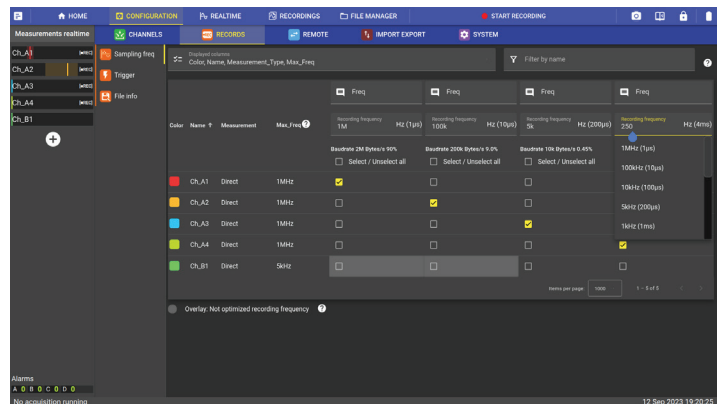 HOME
CONFIGURATION
REALTIME
RECORDINGS
FILE MANAGER
START RECORDING
Measurements realtime
CHANNELS
RECORDS
REMOTE
IMPORT EXPORT
SYSTEM
Ch_A1
Ch_A2
Ch_A3
Ch_A4
Ch_B1
Sampling freq
Trigger
File info
Displayed columns
Color, Name, Measurement_Type, Max_Freq
Filter by name
Freq Freq Freq Freq
Color Name ↑ Measurement Max_Freq
Recording frequency
1M Hz (1µs)
Recording frequency
100k Hz (10µs)
Recording frequency
5k Hz (200µs)
Recording frequency
250 Hz (4ms)
Baudrate 2M Bytes/s 90%
Select / Unselect all
Baudrate 200k Bytes/s 9.0%
Select / Unselect all
Baudrate 10k Bytes/s 0.45%
Select / Unselect all
1MHz (1µs)
100kHz (10µs)
10kHz (100µs)
5kHz (200µs)
1kHz (1ms)
Ch_A1 Direct 1MHz
Ch_A2 Direct 1MHz
Ch_A3 Direct 1MHz
Ch_A4 Direct 1MHz
Ch_B1 Direct 5kHz
Items per page: 1000 1 – 5 of 5
Overlay: Not optimized recording frequency
Alarms
A 0 B 0 C 0 D 0
No acquisition running
12 Sep 2023 19:20:25